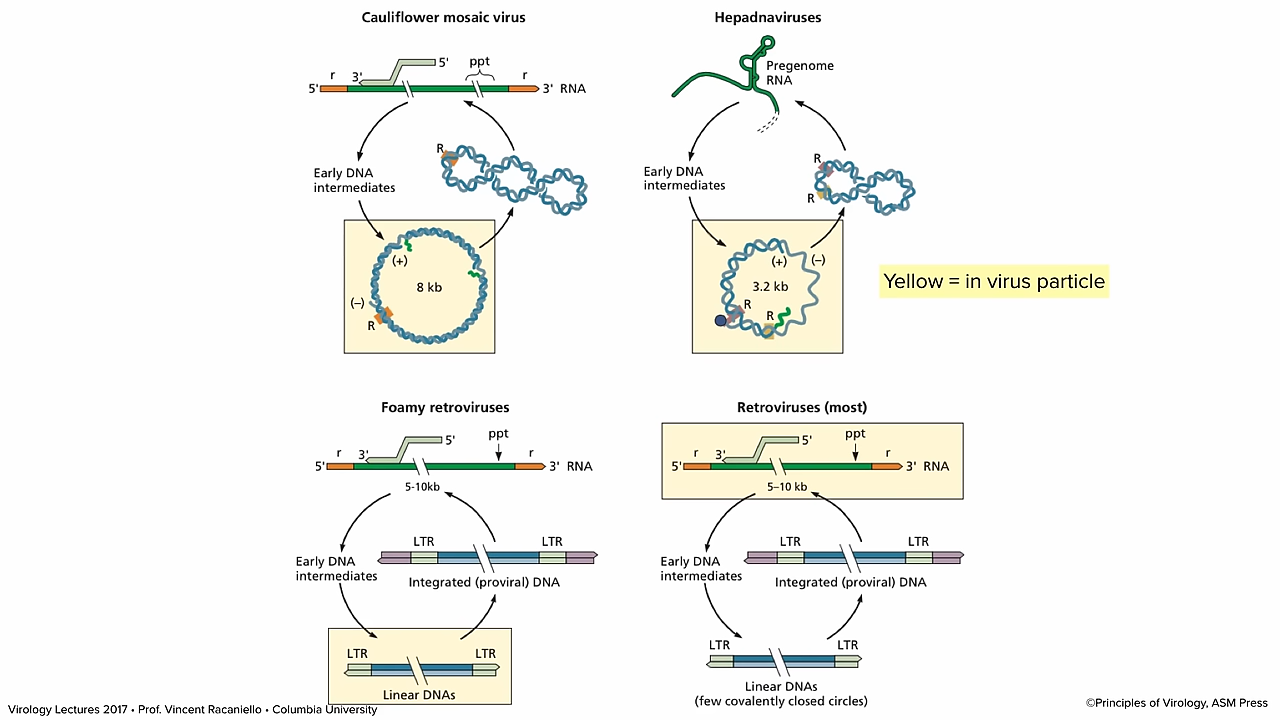 Cauliflower mosaic virus
r 3' 5' ppt r
5' 3' RNA
R
Early DNA
intermediates
(+)
(−)
8 kb
R
Hepadnaviruses
Pregenome
RNA
R
R
Early DNA
intermediates
(+) (−)
3.2 kb
R
R
Yellow = in virus particle
Foamy retroviruses
r 3' 5' ppt r
5' 3' RNA
5-10kb
LTR LTR
Early DNA
intermediates
Integrated (proviral) DNA
LTR LTR
Linear DNAs
Retroviruses (most)
r 3' 5' ppt r
5' 3' RNA
5–10 kb
LTR LTR
Early DNA
intermediates
Integrated (proviral) DNA
LTR LTR
Linear DNAs
(few covalently closed circles)
Virology Lectures 2017 • Prof. Vincent Racaniello • Columbia University
©Principles of Virology, ASM Press